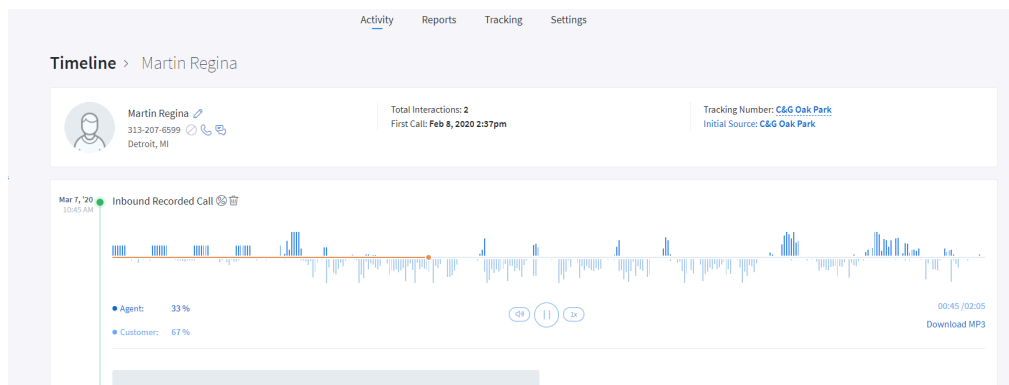 Activity Reports Tracking Settings
Timeline > Martin Regina
Martin Regina
313-207-6599
Detroit, MI
Total Interactions: 2
First Call: Feb 8, 2020 2:37pm
Tracking Number: C&G Oak Park
Initial Source: C&G Oak Park
Mar 7, '20
10:45 AM
Inbound Recorded Call
Agent: 33 %
Customer: 67 %
1x
00:45 /02:05
Download MP3